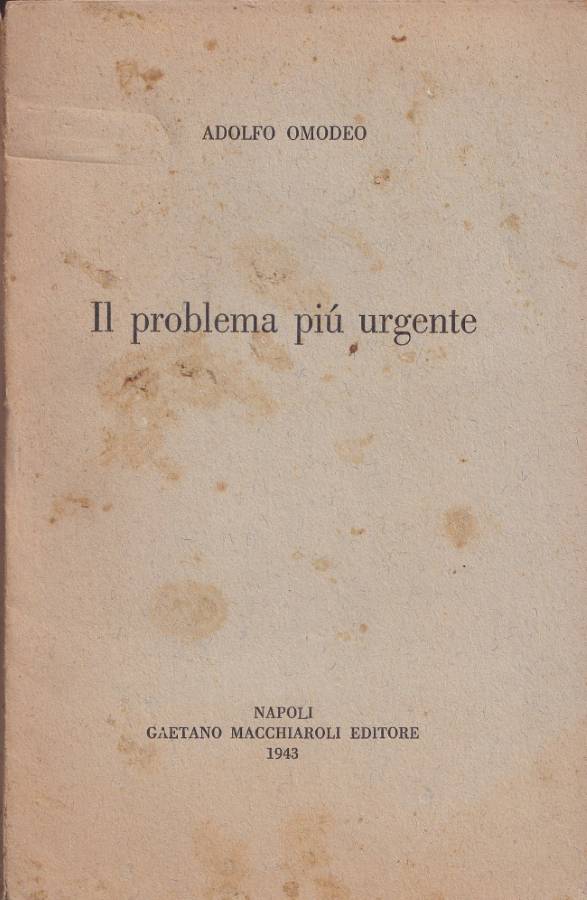 ADOLFO OMODEO
Il problema piú urgente
NAPOLI
GAETANO MACCHIAROLI EDITORE
1943